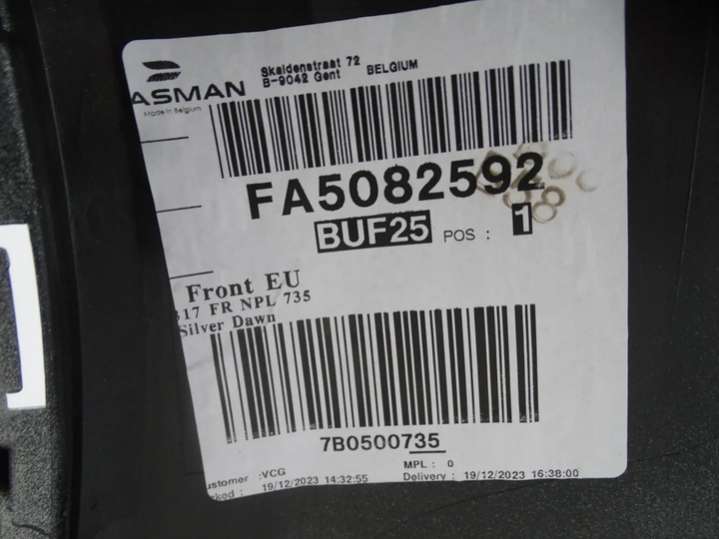 Skaldenstraat 72
B-9042 Gent BELGIUM
ASMAN
Made in Belgium
FA5082592
BUF25 POS : 1
Front EU
317 FR NPL 735
Silver Dawn
7B0500735
ustomer :VCG MPL: 0
cked : 19/12/2023 14:32:55 Delivery : 19/12/2023 16:38:00